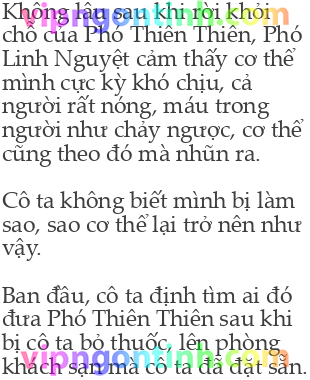 Không lâu sau khi rời khỏi
chỗ của Phó Thiên Thiên, Phó
Linh Nguyệt cảm thấy cơ thể
mình cực kỳ khó chịu, cả
người rất nóng, máu trong
người như chảy ngược, cơ thể
cũng theo đó mà nhũn ra.
Cô ta không biết mình bị làm
sao, sao cơ thể lại trở nên như
vậy.
Ban đầu, cô ta định tìm ai đó
đưa Phó Thiên Thiên sau khi
bị cô ta bỏ thuốc, lên phòng
khách sạn mà cô ta đã đặt sẵn.
vipngontinh.com
vipngontinh.com